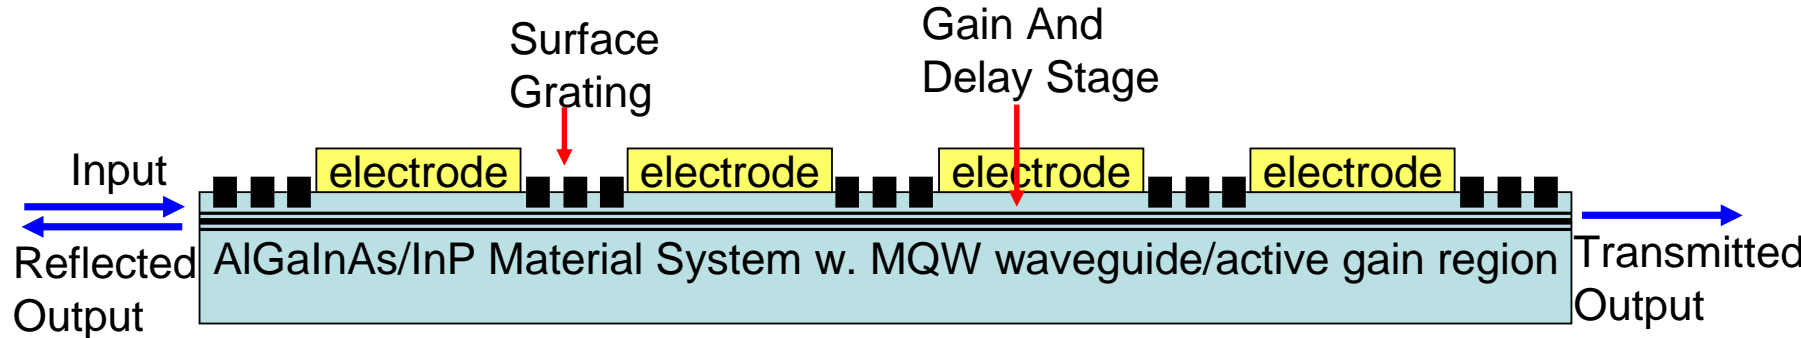 Surface
Grating
Gain And
Delay Stage
Input
electrode
electrode
electrode
electrode
Reflected
Output
AlGaInAs/InP Material System w. MQW waveguide/active gain region
Transmitted
Output